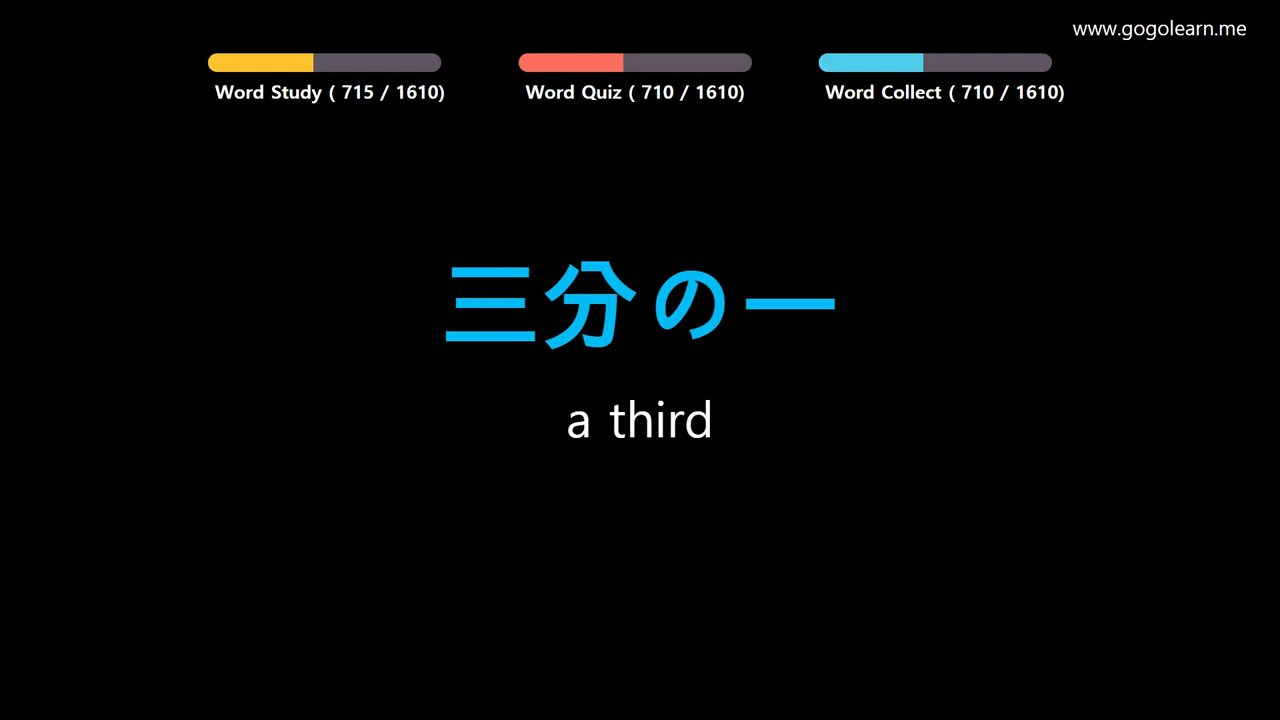 www.gogolearn.me
Word Study ( 715 / 1610)
Word Quiz ( 710 / 1610)
Word Collect ( 710 / 1610)
三分の一
a third